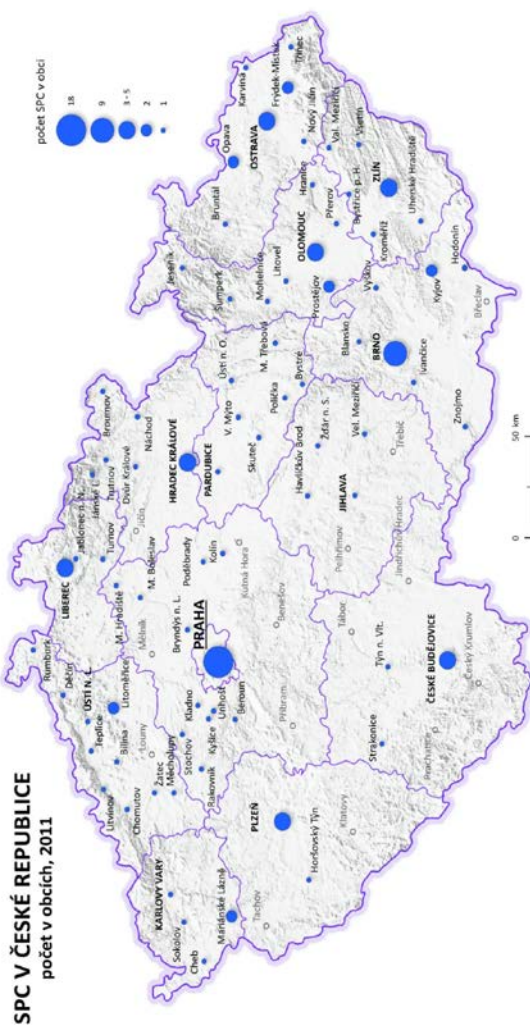 SPC V ČESKÉ REPUBLICE
počet v obcích, 2011
počet SPC v obci
18
9
3 - 5
2
1
Rumburk
Děčín
ÚSTÍ N. L.
Teplice
Litoměřice
Bílina
Litvínov
Chomutov
Louny
Žatec
Měcholupy
LIBEREC
Jablonec n. N.
Turnov
Jánské L.
Trutnov
Broumov
Dvůr Králové
Náchod
Jičín
HRADEC KRÁLOVÉ
PARDUBICE
M. Hradiště
M. Boleslav
Mělník
Bryndýs n. L.
Poděbrady
Kolín
Kutná Hora
PRAHA
Kladno
Stochov
Kyšice
Unhošť
Rakovník
Beroun
Benešov
Příbram
KARLOVY VARY
Sokolov
Cheb
Mariánské Lázně
Tachov
PLZEŇ
Horšovský Týn
Klatovy
Strakonice
Týn n. Vlt.
Tábor
Prachatice
ČESKÉ BUDĚJOVICE
Český Krumlov
Jindřichův Hradec
Pelhřimov
JIHLAVA
Havlíčkův Brod
Žďár n. S.
Vel. Meziříčí
Třebíč
V. Mýto
Skuteč
Ústí n. O.
M. Třebová
Polička
Bystré
Jeseník
Šumperk
Mohelnice
Litovel
OLOMOUC
Prostějov
Přerov
Hranice
Bruntál
Opava
OSTRAVA
Karviná
Frýdek-Místek
Třinec
Nový Jičín
Val. Meziříčí
Vsetín
Bystřice p. H.
ZLÍN
Kroměříž
Uherské Hradiště
Vyškov
Blansko
BRNO
Ivančice
Kyjov
Hodonín
Břeclav
Znojmo
0
50 km